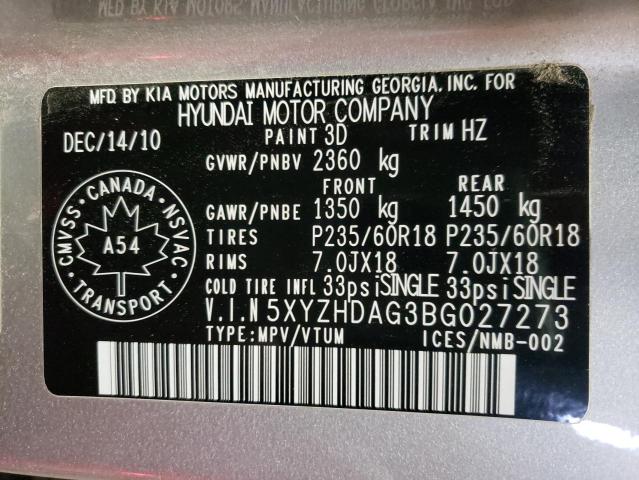 MFD. BY KIA MOTORS MANUFACTURING GEORGIA, INC. FOR
HYUNDAI MOTOR COMPANY
DEC/14/10 PAINT 3D TRIM HZ
GVWR/PNBV 2360 kg
FRONT REAR
GAWR/PNBE 1350 kg 1450 kg
TIRES P235/60R18 P235/60R18
RIMS 7.0JX18 7.0JX18
COLD TIRE INFL 33psi SINGLE 33psi SINGLE
V.I.N 5XYZHDAG3BG027273
TYPE:MPV/VTUM ICES/NMB-002
CMVSS · CANADA · NSVAC
A54
· TRANSPORT ·